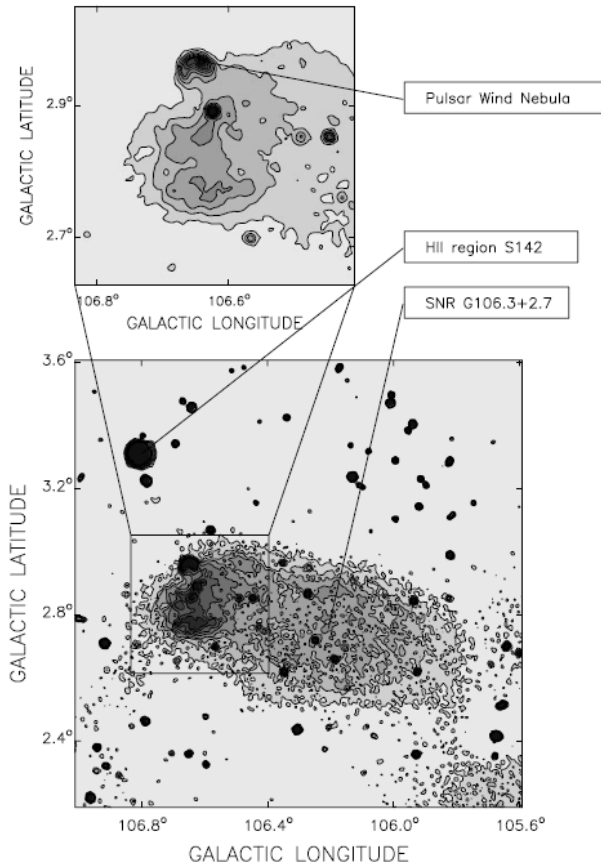 GALACTIC LATITUDE
2.9°
2.7°
106.8°
106.6°
GALACTIC LONGITUDE
Pulsar Wind Nebula
HII region S142
SNR G106.3+2.7
GALACTIC LATITUDE
3.6°
3.2°
2.8°
2.4°
106.8°
106.4°
106.0°
105.6°
GALACTIC LONGITUDE